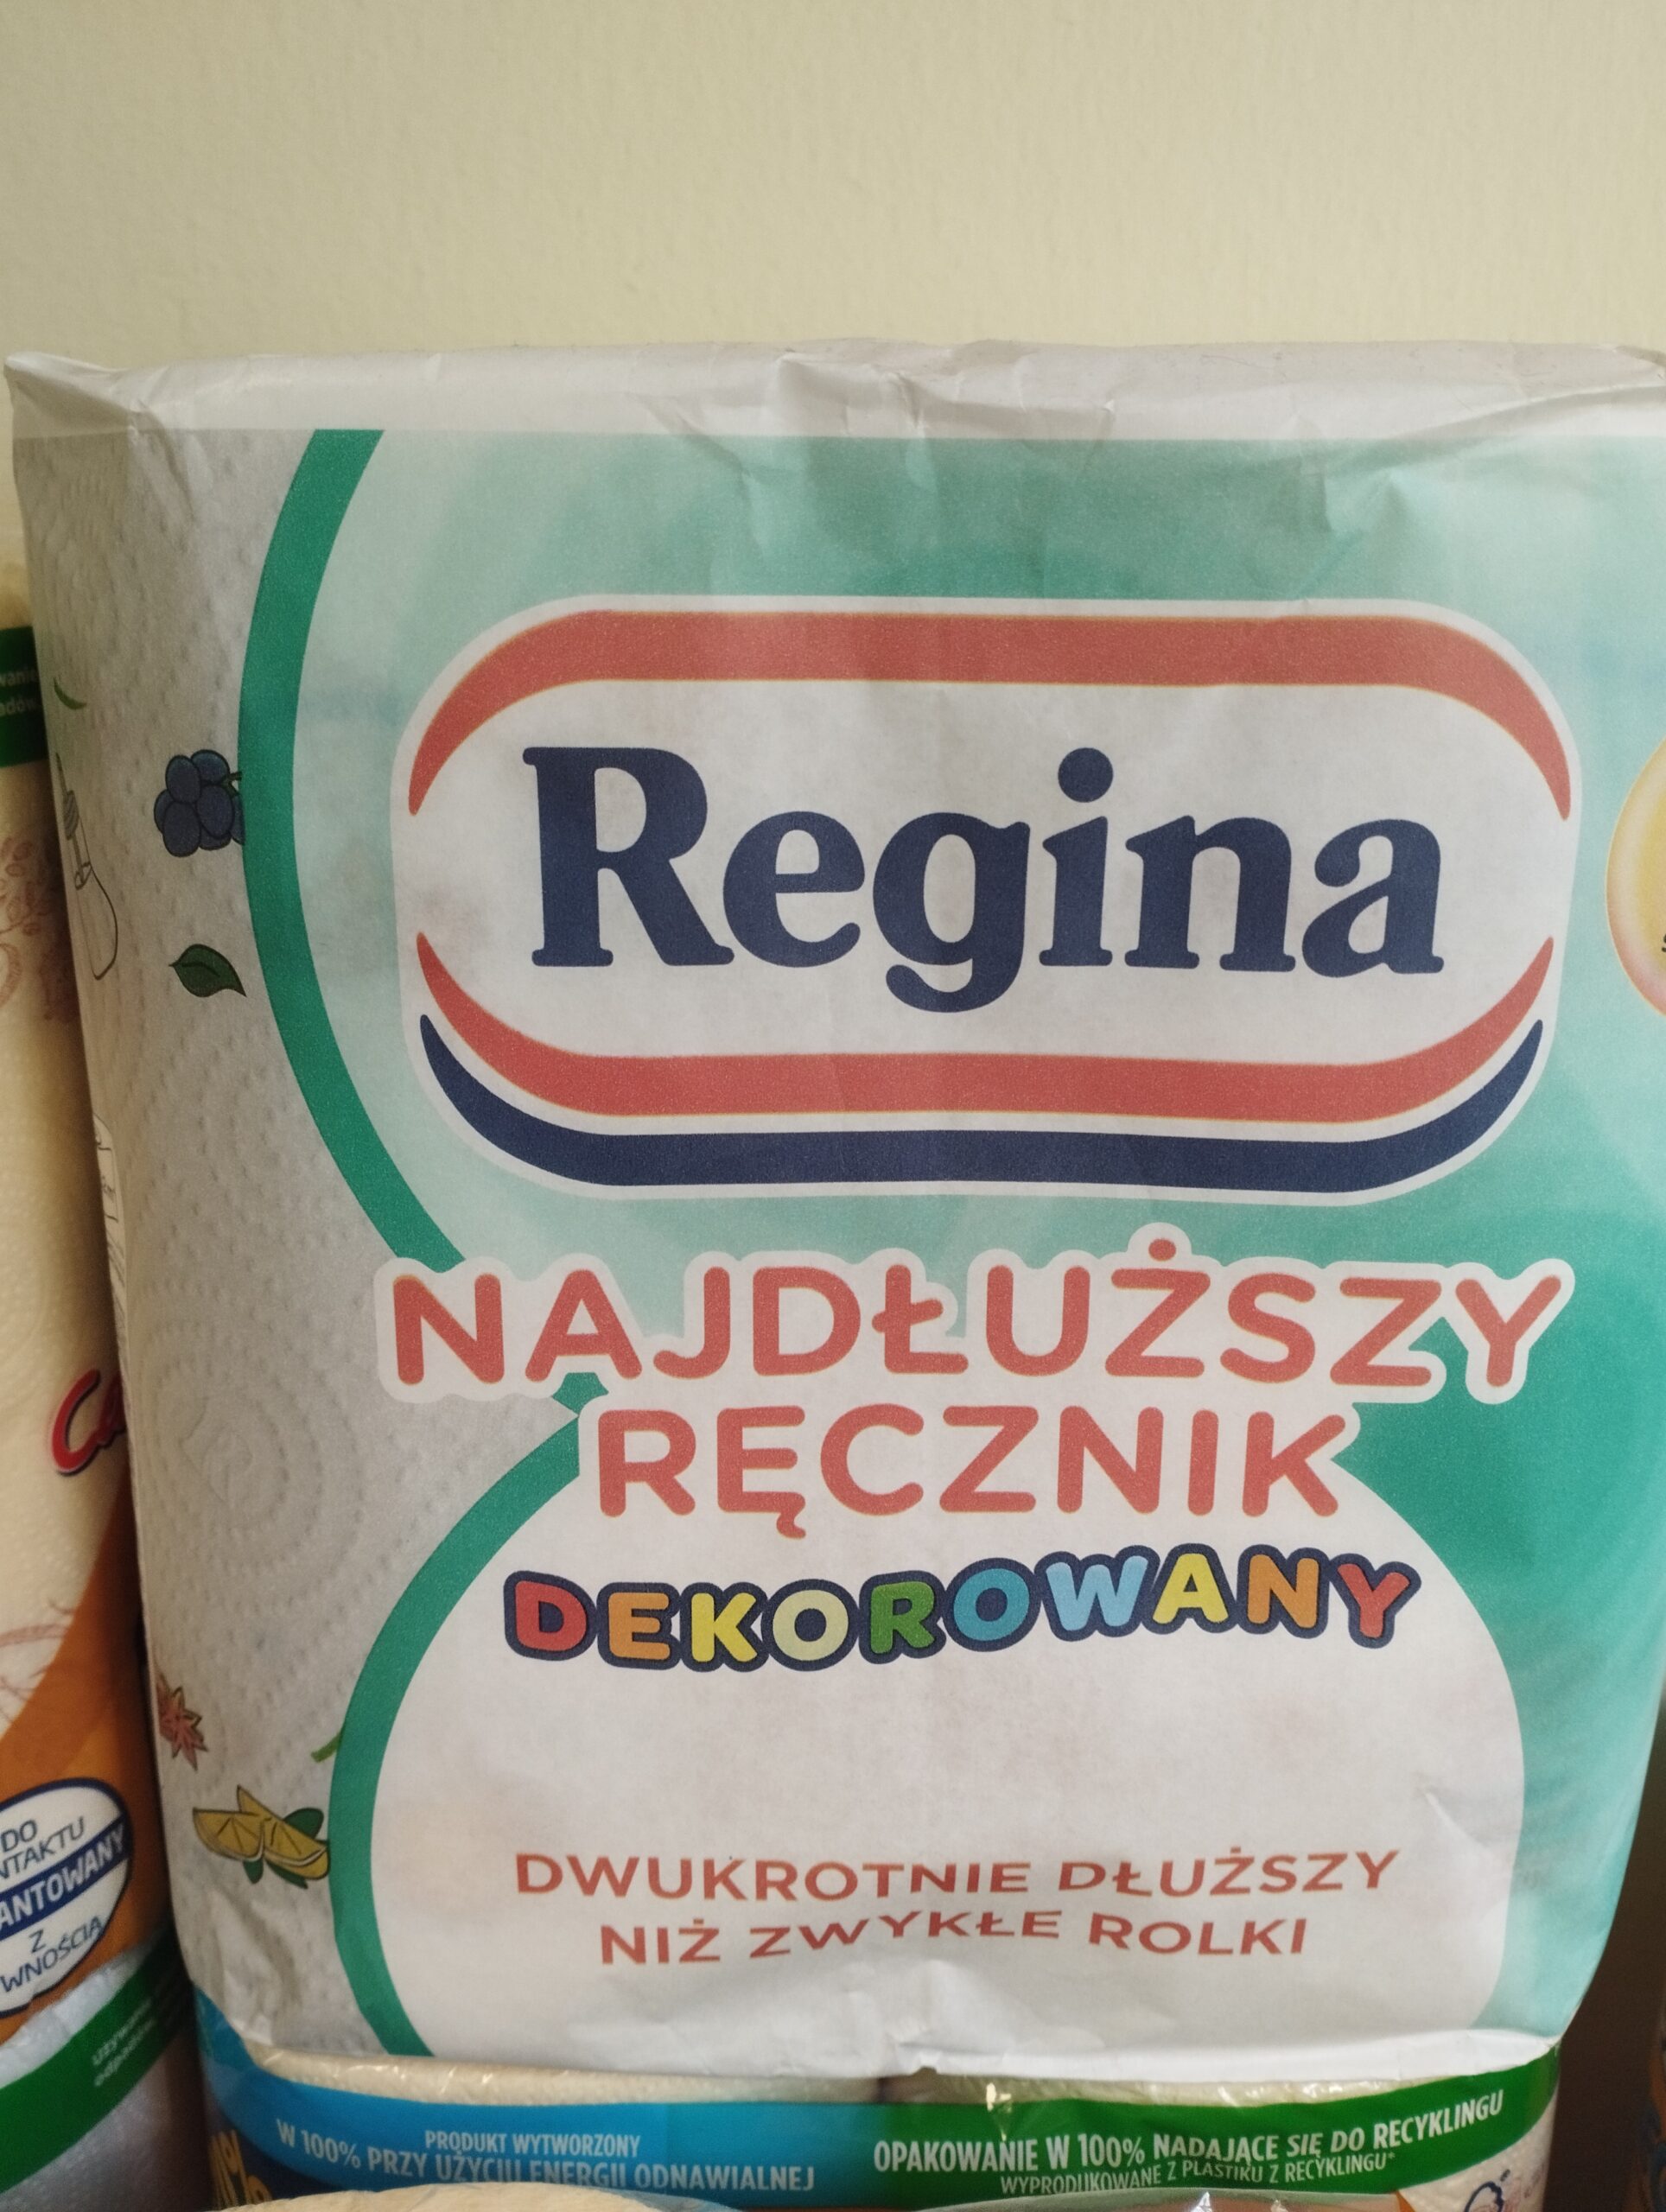 Regina
NAJDŁUŻSZY
RĘCZNIK
DEKOROWANY
DWUKROTNIE DŁUŻSZY
NIŻ ZWYKŁE ROLKI
PRODUKT WYTWORZONY
W 100% PRZY UŻYCIU ENERGII ODNAWIALNEJ
OPAKOWANIE W 100% NADAJĄCE SIĘ DO RECYKLINGU
WYPRODUKOWANE Z PLASTIKU Z RECYKLINGU*
DO
NTAKTU
ANTOWANY
Z
WNOŚCIĄ